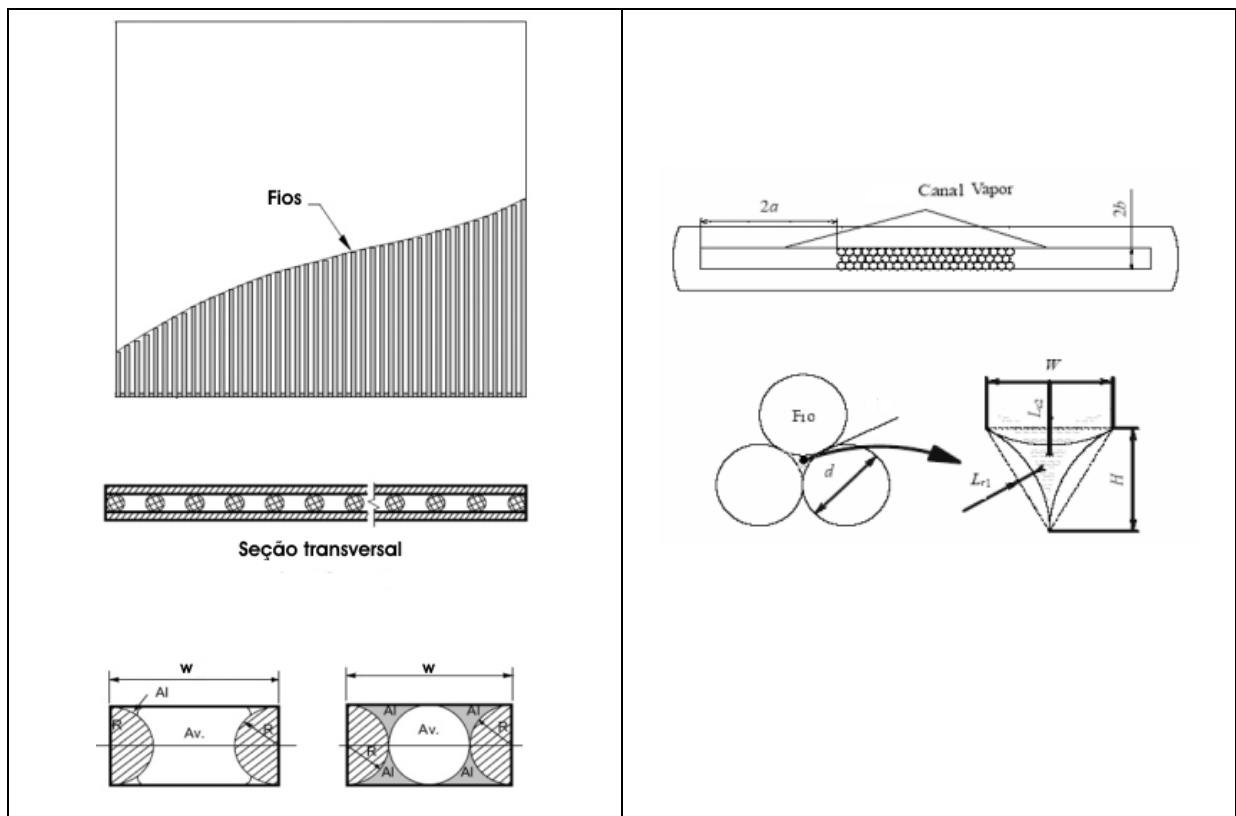 Fios
Seção transversal
w
Al
R
Av.
R
w
Al
Al
Av.
R
R
Al
Al
Canal Vapor
2a
2b
Fio
d
W
H